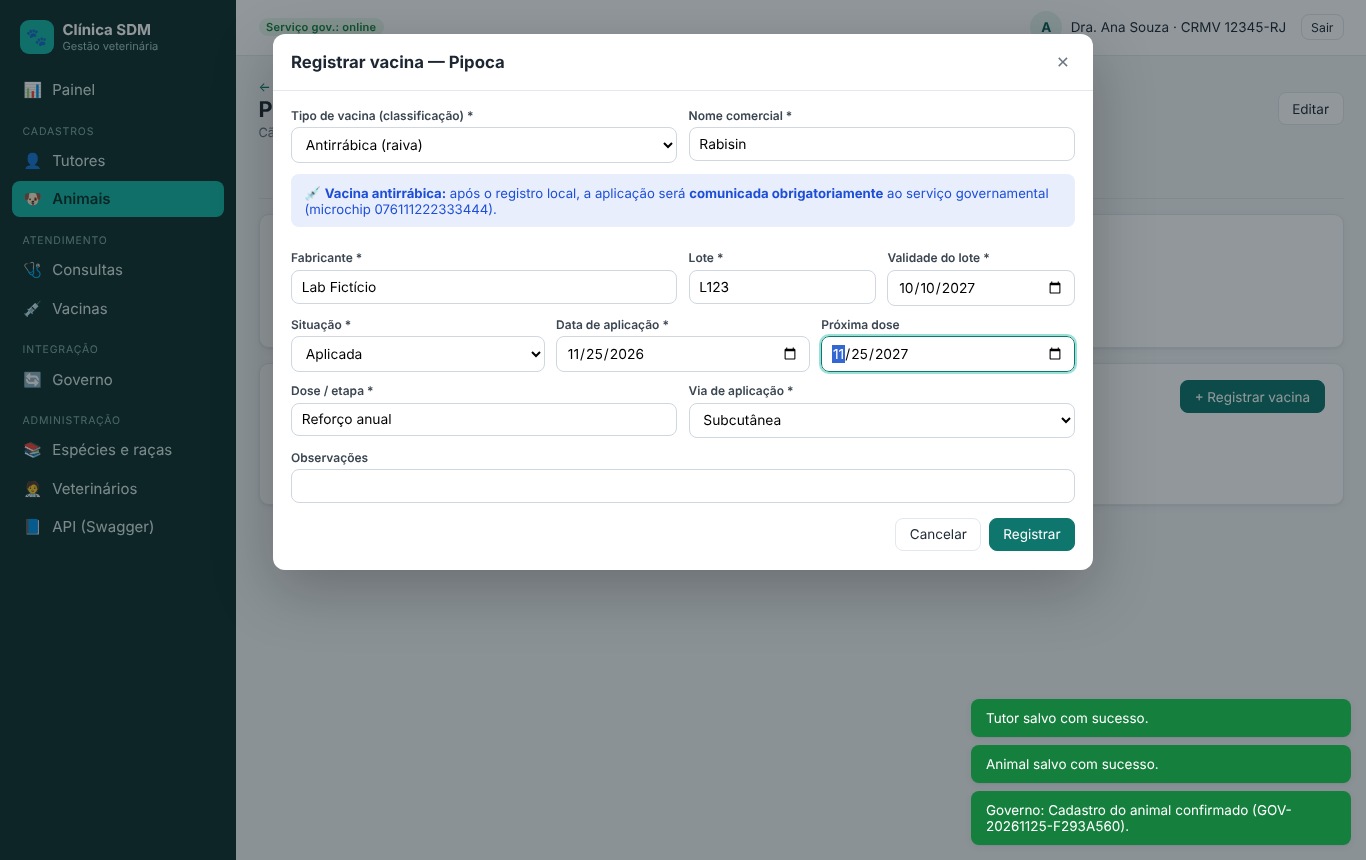 Clínica SDM
Gestão veterinária
Painel
CADASTROS
Tutores
Animais
ATENDIMENTO
Consultas
Vacinas
INTEGRAÇÃO
Governo
ADMINISTRAÇÃO
Espécies e raças
Veterinários
API (Swagger)
Serviço gov.: online
A
Dra. Ana Souza · CRMV 12345-RJ
Sair
←
Editar
+ Registrar vacina
Registrar vacina — Pipoca
×
Tipo de vacina (classificação) *
Antirrábica (raiva)
Nome comercial *
Rabisin
Vacina antirrábica: após o registro local, a aplicação será comunicada obrigatoriamente ao serviço governamental
(microchip 076111222333444).
Fabricante *
Lab Fictício
Lote *
L123
Validade do lote *
10/10/2027
Situação *
Aplicada
Data de aplicação *
11/25/2026
Próxima dose
11/25/2027
Dose / etapa *
Reforço anual
Via de aplicação *
Subcutânea
Observações
Cancelar
Registrar
Tutor salvo com sucesso.
Animal salvo com sucesso.
Governo: Cadastro do animal confirmado (GOV-
20261125-F293A560).